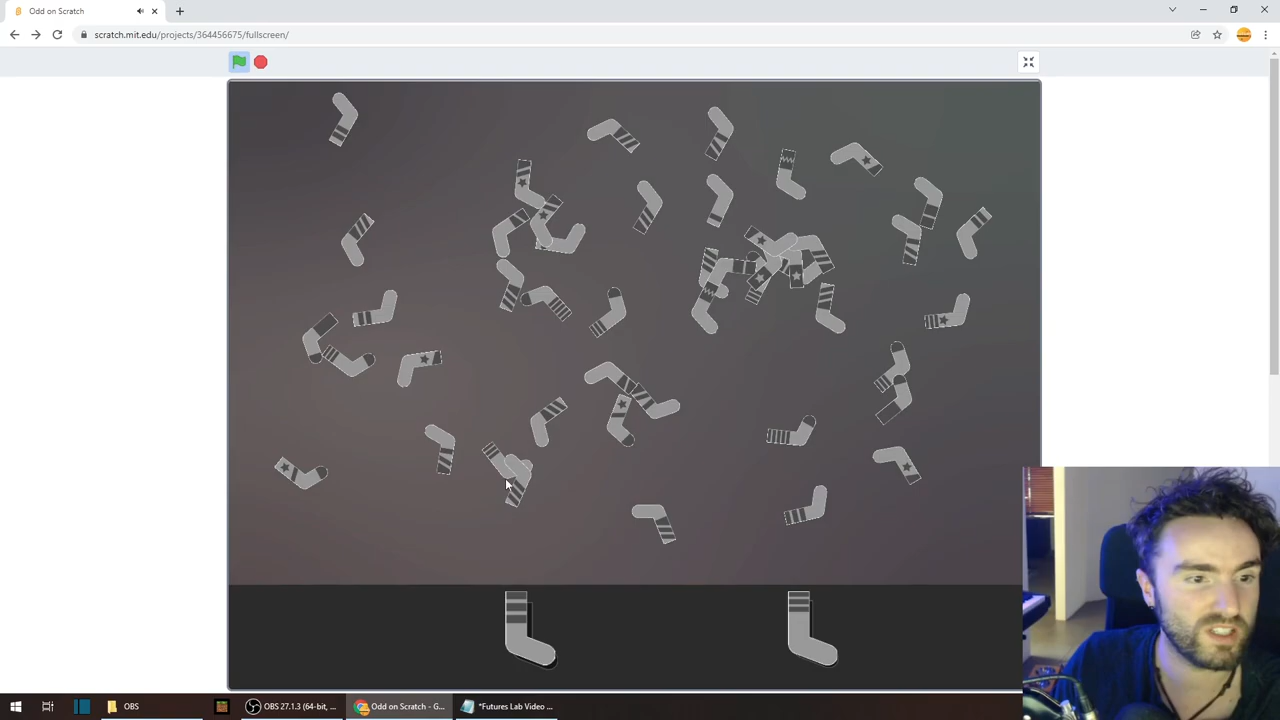 Odd on Scratch
scratch.mit.edu/projects/364456675/fullscreen/
OBS
OBS 27.1.3 (64-bit, ...
Odd on Scratch - G...
*Futures Lab Video ...